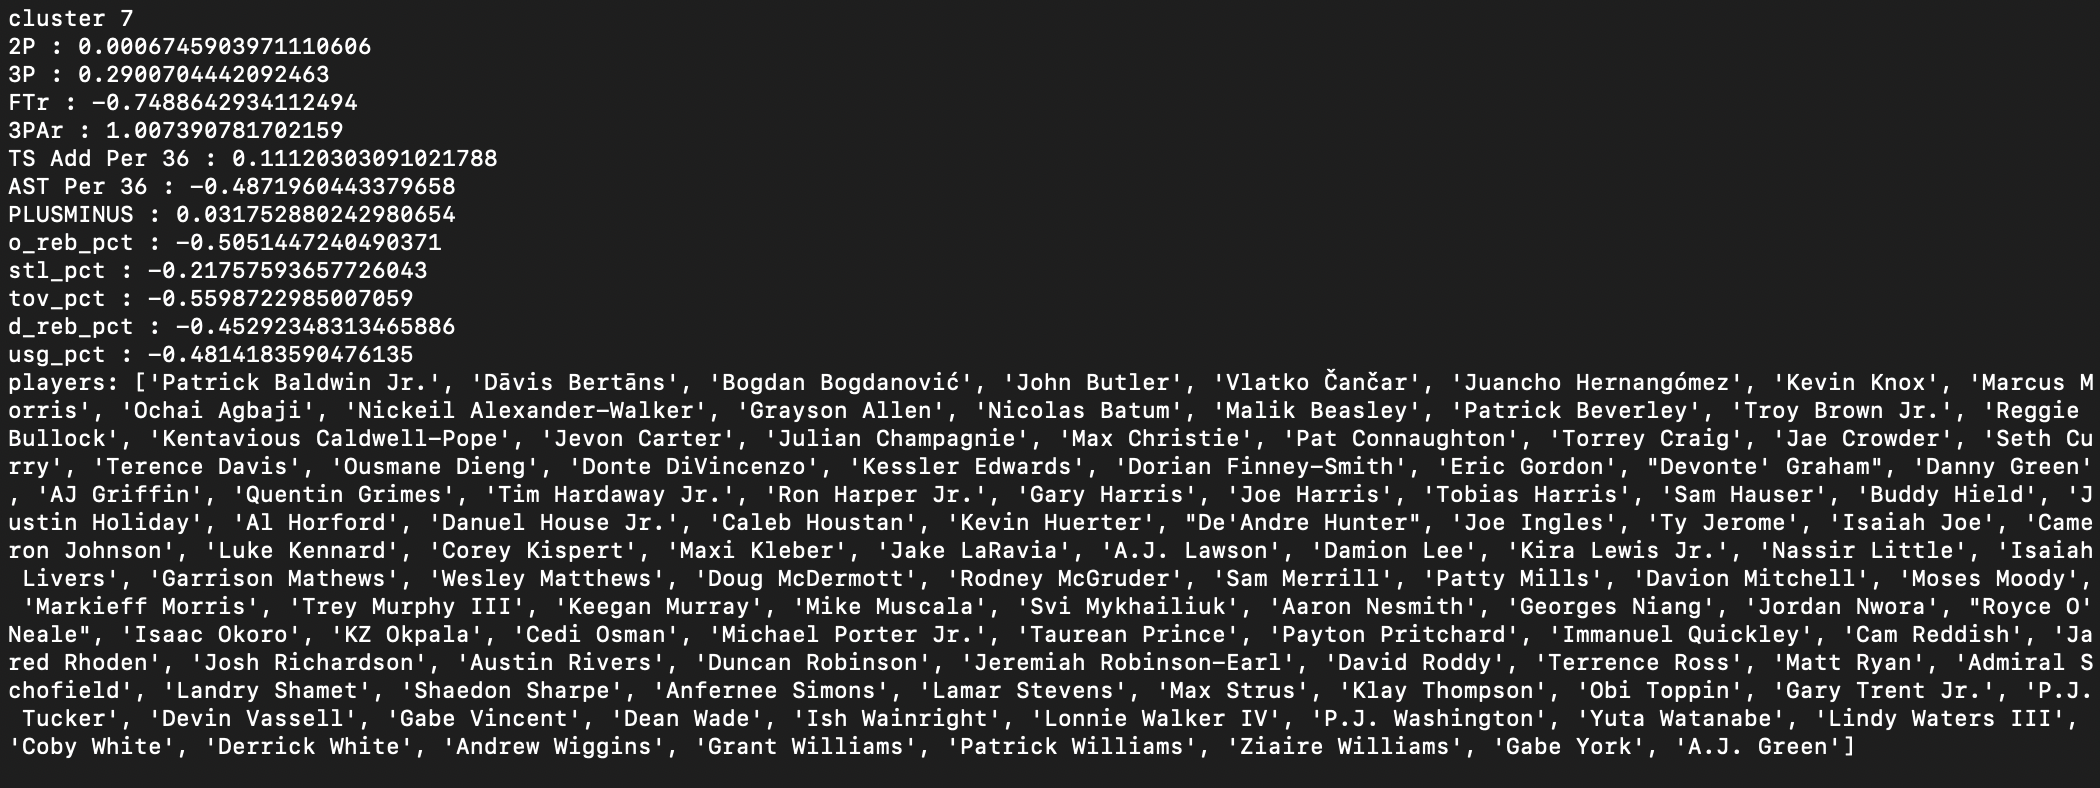 cluster 7
2P : 0.0006745903971110606
3P : 0.2900704442092463
FTr : -0.7488642934112494
3PAr : 1.007390781702159
TS Add Per 36 : 0.11120303091021788
AST Per 36 : -0.4871960443379658
PLUSMINUS : 0.031752880242980654
o_reb_pct : -0.5051447240490371
stl_pct : -0.21757593657726043
tov_pct : -0.5598722985007059
d_reb_pct : -0.45292348313465886
usg_pct : -0.4814183590476135
players: ['Patrick Baldwin Jr.', 'Dāvis Bertāns', 'Bogdan Bogdanović', 'John Butler', 'Vlatko Čančar', 'Juancho Hernangómez', 'Kevin Knox', 'Marcus M
orris', 'Ochai Agbaji', 'Nickeil Alexander-Walker', 'Grayson Allen', 'Nicolas Batum', 'Malik Beasley', 'Patrick Beverley', 'Troy Brown Jr.', 'Reggie
Bullock', 'Kentavious Caldwell-Pope', 'Jevon Carter', 'Julian Champagnie', 'Max Christie', 'Pat Connaughton', 'Torrey Craig', 'Jae Crowder', 'Seth Cu
rry', 'Terence Davis', 'Ousmane Dieng', 'Donte DiVincenzo', 'Kessler Edwards', 'Dorian Finney-Smith', 'Eric Gordon', "Devonte' Graham", 'Danny Green'
, 'AJ Griffin', 'Quentin Grimes', 'Tim Hardaway Jr.', 'Ron Harper Jr.', 'Gary Harris', 'Joe Harris', 'Tobias Harris', 'Sam Hauser', 'Buddy Hield', 'J
ustin Holiday', 'Al Horford', 'Danuel House Jr.', 'Caleb Houstan', 'Kevin Huerter', "De'Andre Hunter", 'Joe Ingles', 'Ty Jerome', 'Isaiah Joe', 'Came
ron Johnson', 'Luke Kennard', 'Corey Kispert', 'Maxi Kleber', 'Jake LaRavia', 'A.J. Lawson', 'Damion Lee', 'Kira Lewis Jr.', 'Nassir Little', 'Isaiah
 Livers', 'Garrison Mathews', 'Wesley Matthews', 'Doug McDermott', 'Rodney McGruder', 'Sam Merrill', 'Patty Mills', 'Davion Mitchell', 'Moses Moody',
 'Markieff Morris', 'Trey Murphy III', 'Keegan Murray', 'Mike Muscala', 'Svi Mykhailiuk', 'Aaron Nesmith', 'Georges Niang', 'Jordan Nwora', "Royce O'
Neale", 'Isaac Okoro', 'KZ Okpala', 'Cedi Osman', 'Michael Porter Jr.', 'Taurean Prince', 'Payton Pritchard', 'Immanuel Quickley', 'Cam Reddish', 'Ja
red Rhoden', 'Josh Richardson', 'Austin Rivers', 'Duncan Robinson', 'Jeremiah Robinson-Earl', 'David Roddy', 'Terrence Ross', 'Matt Ryan', 'Admiral S
chofield', 'Landry Shamet', 'Shaedon Sharpe', 'Anfernee Simons', 'Lamar Stevens', 'Max Strus', 'Klay Thompson', 'Obi Toppin', 'Gary Trent Jr.', 'P.J.
 Tucker', 'Devin Vassell', 'Gabe Vincent', 'Dean Wade', 'Ish Wainright', 'Lonnie Walker IV', 'P.J. Washington', 'Yuta Watanabe', 'Lindy Waters III',
'Coby White', 'Derrick White', 'Andrew Wiggins', 'Grant Williams', 'Patrick Williams', 'Ziaire Williams', 'Gabe York', 'A.J. Green']